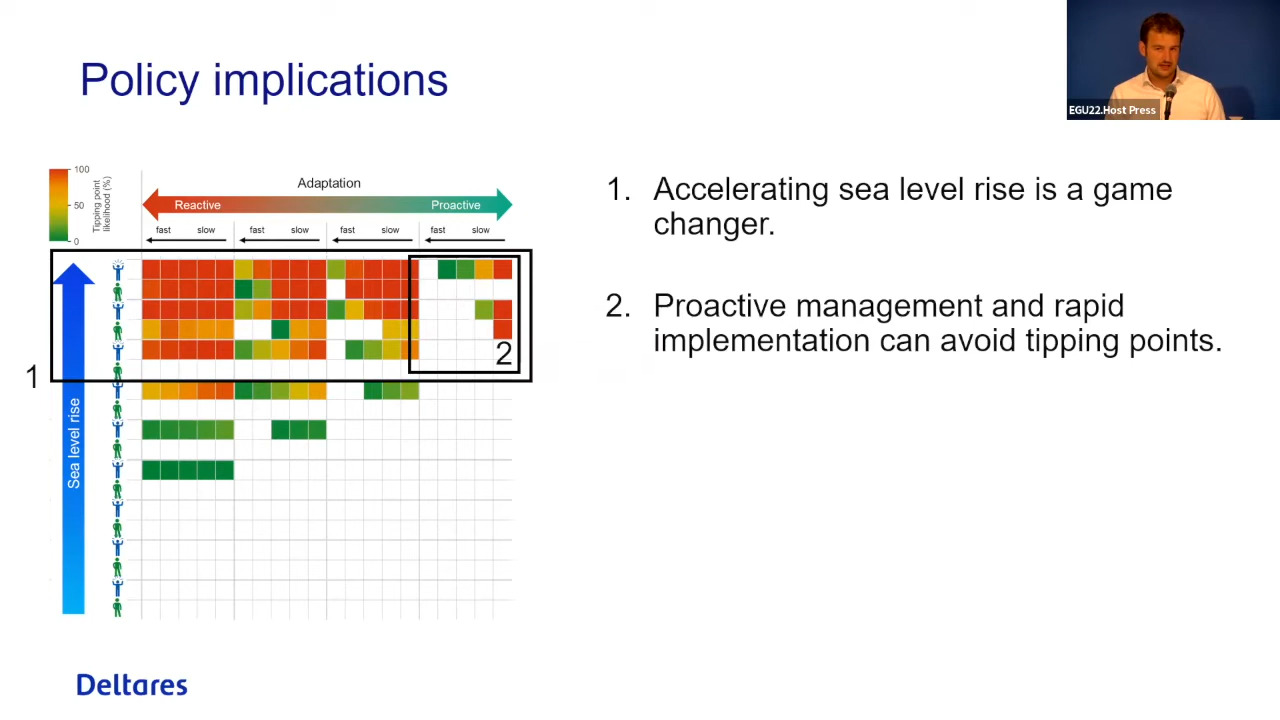 Policy implications
EGU22.Host Press
100
50
0
Tipping point
likelihood (%)
Adaptation
Reactive
Proactive
fast slow fast slow fast slow fast slow
1
2
Sea level rise
1. Accelerating sea level rise is a game
changer.
2. Proactive management and rapid
implementation can avoid tipping points.
Deltares